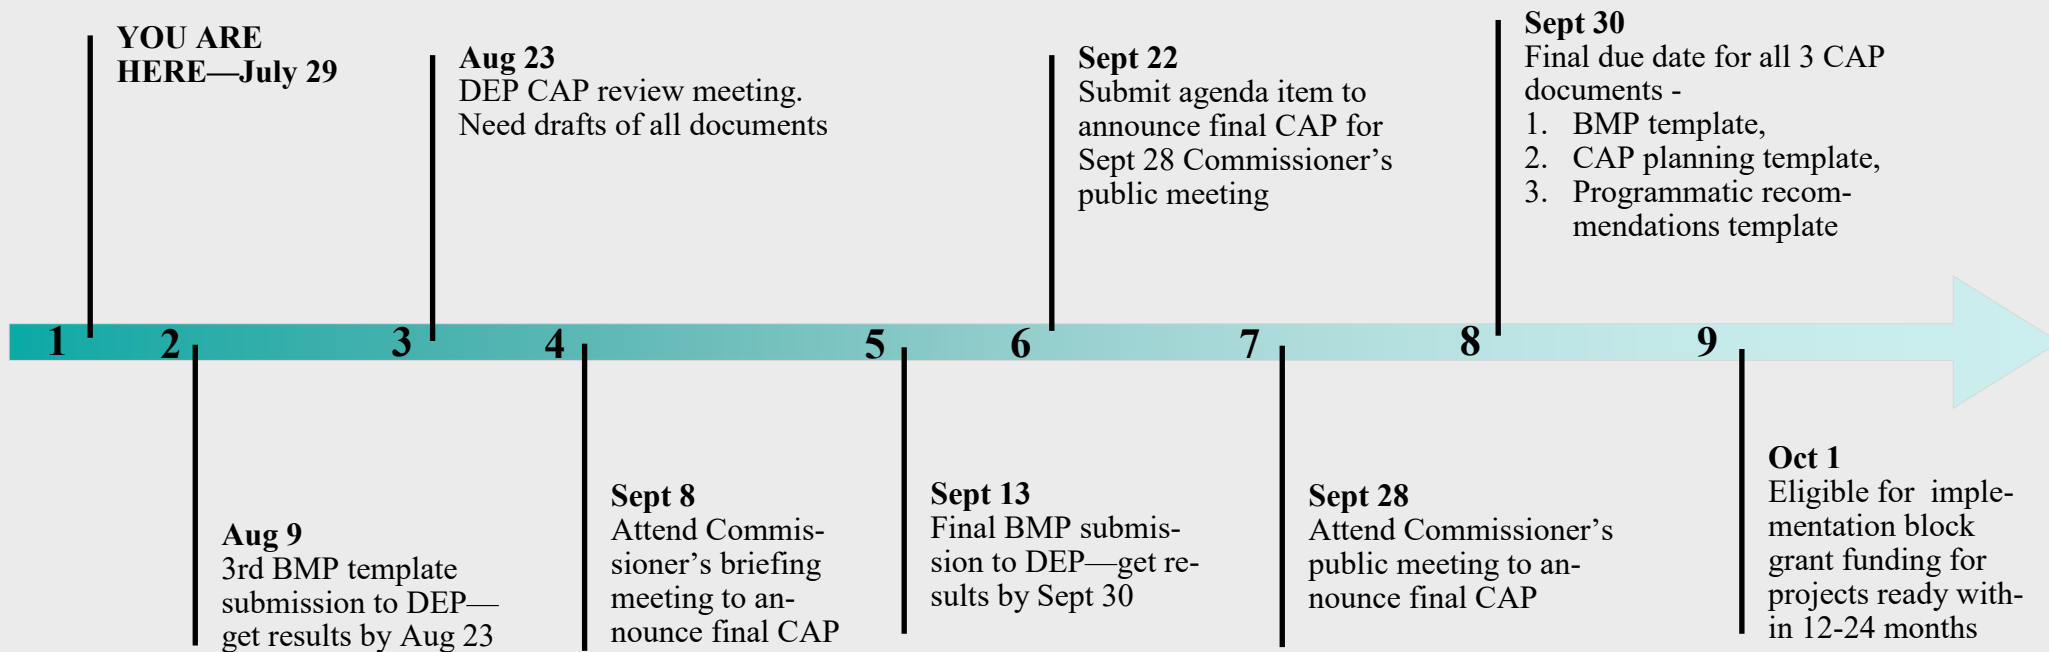 YOU ARE
HERE—July 29
Aug 23
DEP CAP review meeting.
Need drafts of all documents
Sept 22
Submit agenda item to
announce final CAP for
Sept 28 Commissioner’s
public meeting
Sept 30
Final due date for all 3 CAP
documents -
1. BMP template,
2. CAP planning template,
3. Programmatic recom-
mendations template
1 2 3 4 5 6 7 8 9
Aug 9
3rd BMP template
submission to DEP—
get results by Aug 23
Sept 8
Attend Commis-
sioner’s briefing
meeting to an-
nounce final CAP
Sept 13
Final BMP submis-
sion to DEP—get re-
sults by Sept 30
Sept 28
Attend Commissioner’s
public meeting to an-
nounce final CAP
Oct 1
Eligible for  imple-
mentation block
grant funding for
projects ready with-
in 12-24 months